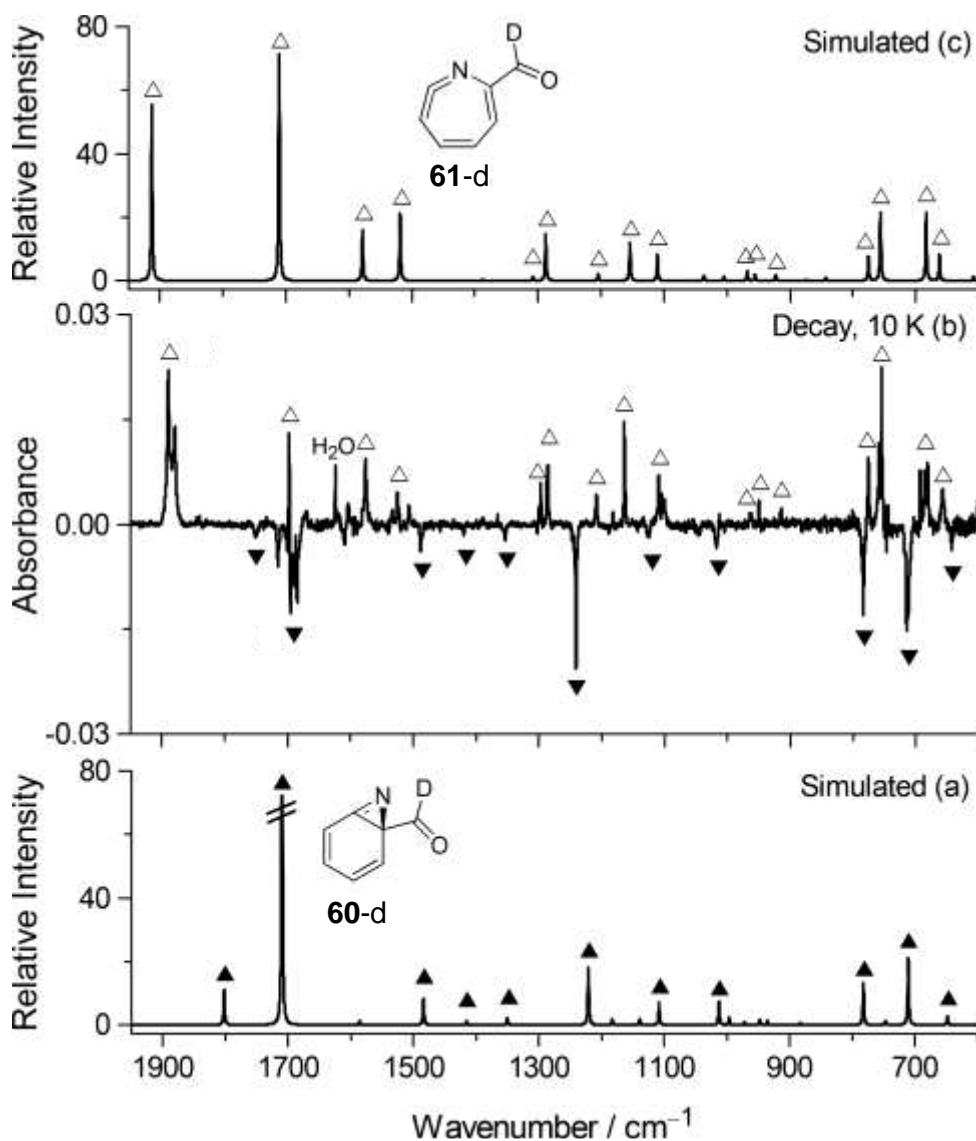 80
Simulated (c)
D
N
O
40
61-d
0
Relative Intensity
0.03
Decay, 10 K (b)
H2O
0.00
-0.03
Absorbance
80
Simulated (a)
D
N
O
40
60-d
0
Relative Intensity
1900 1700 1500 1300 1100 900 700
Wavenumber / cm⁻¹